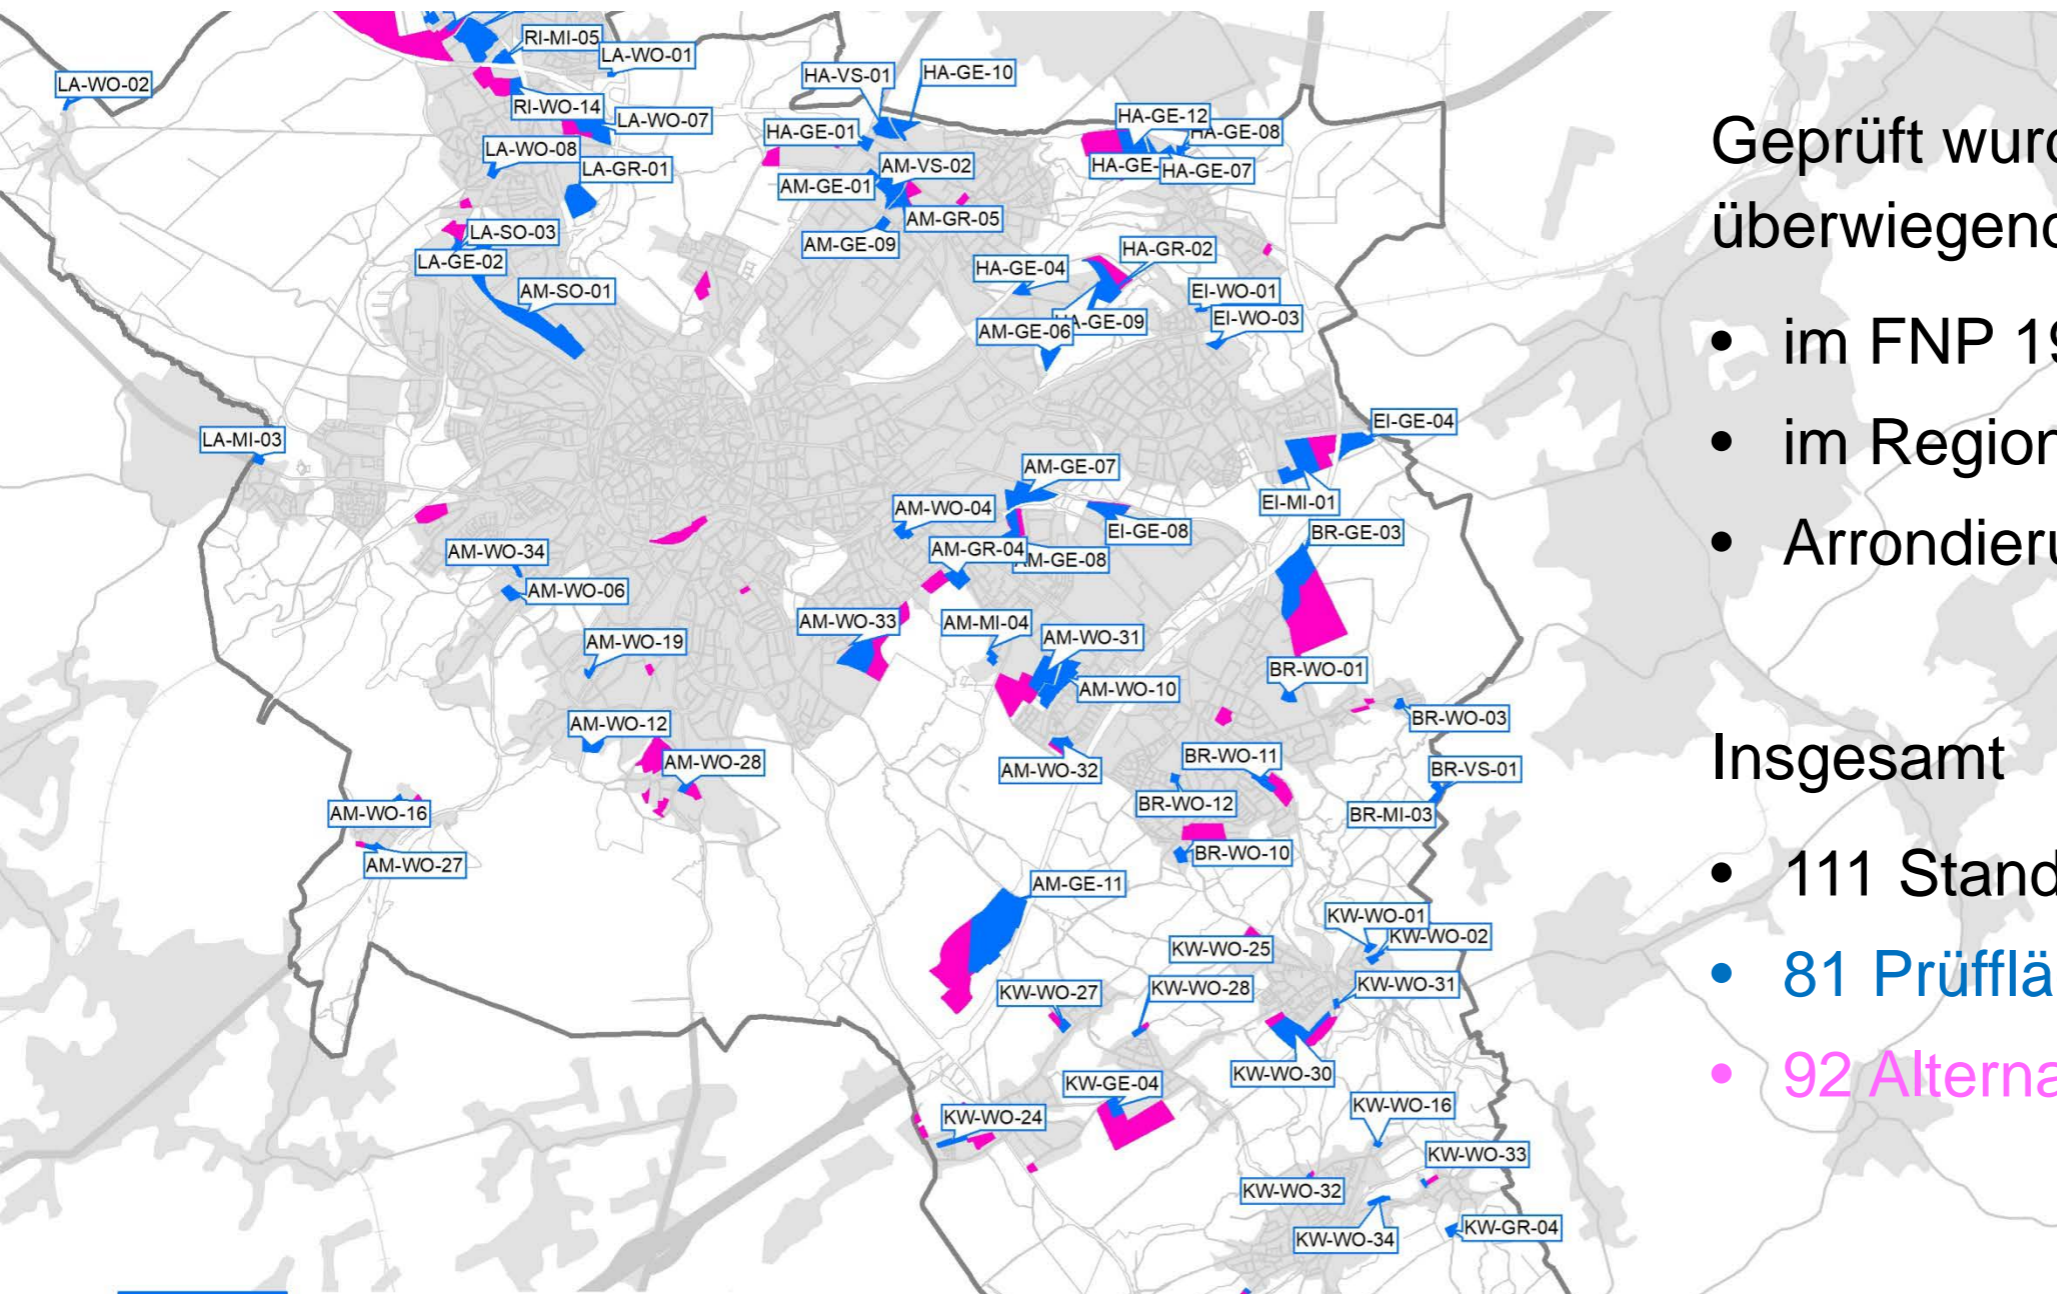 RI-MI-05
LA-WO-01
LA-WO-02
HA-VS-01
HA-GE-10
RI-WO-14
LA-WO-07
HA-GE-12
HA-GE-01
HA-GE-08
LA-WO-08
LA-GR-01
AM-VS-02
HA-GE-
HA-GE-07
AM-GE-01
AM-GR-05
LA-SO-03
AM-GE-09
HA-GR-02
LA-GE-02
HA-GE-04
AM-SO-01
EI-WO-01
AM-GE-06
A-GE-09
EI-WO-03
LA-MI-03
EI-GE-04
AM-GE-07
AM-WO-04
EI-MI-01
EI-GE-08
BR-GE-03
AM-WO-34
AM-GR-04
M-GE-08
AM-WO-06
AM-WO-33
AM-MI-04
AM-WO-31
AM-WO-19
BR-WO-01
AM-WO-10
AM-WO-12
BR-WO-03
AM-WO-28
AM-WO-32
BR-WO-11
BR-VS-01
BR-WO-12
AM-WO-16
BR-MI-03
AM-WO-27
BR-WO-10
AM-GE-11
KW-WO-01
KW-WO-02
KW-WO-25
KW-WO-27
KW-WO-28
KW-WO-31
KW-WO-30
KW-GE-04
KW-WO-24
KW-WO-16
KW-WO-33
KW-WO-32
KW-WO-34
KW-GR-04
Geprüft wurd
überwiegend
• im FNP 19
• im Region
• Arrondieru
Insgesamt
• 111 Stand
• 81 Prüfflä
• 92 Alterna